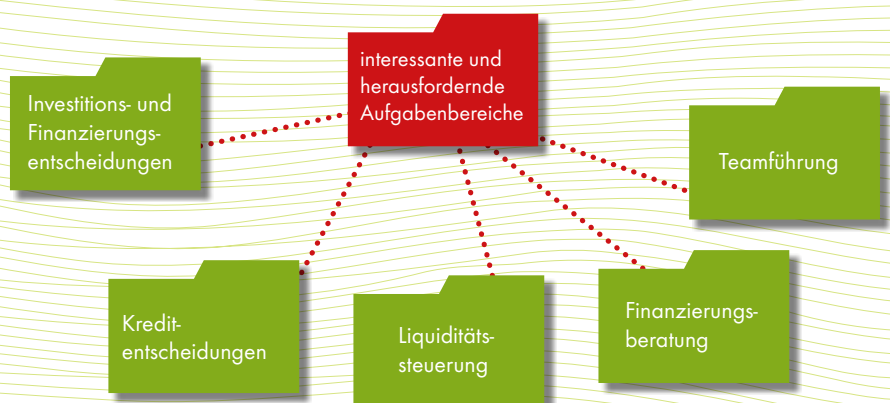 interessante und
herausfordernde
Aufgabenbereiche
Investitions- und
Finanzierungs-
entscheidungen
Teamführung
Kredit-
entscheidungen
Liquiditäts-
steuerung
Finanzierungs-
beratung